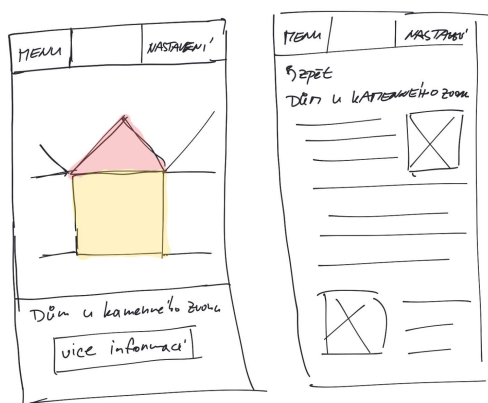 MENU
NASTAVENÍ
Dům u kamenného zvonu
více informací
MENU
NASTAVENÍ
Zpět
DŮM U KAMENNÉHO ZVONU